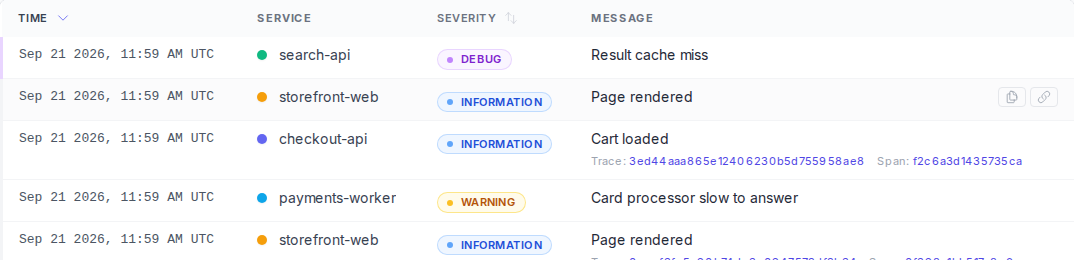 TIME SERVICE SEVERITY MESSAGE
Sep 21 2026, 11:59 AM UTC search-api DEBUG Result cache miss
Sep 21 2026, 11:59 AM UTC storefront-web INFORMATION Page rendered
Sep 21 2026, 11:59 AM UTC checkout-api INFORMATION Cart loaded
Trace: 3ed44aaa865e12406230b5d755958ae8 Span: f2c6a3d1435735ca
Sep 21 2026, 11:59 AM UTC payments-worker WARNING Card processor slow to answer
Sep 21 2026, 11:59 AM UTC storefront-web INFORMATION Page rendered